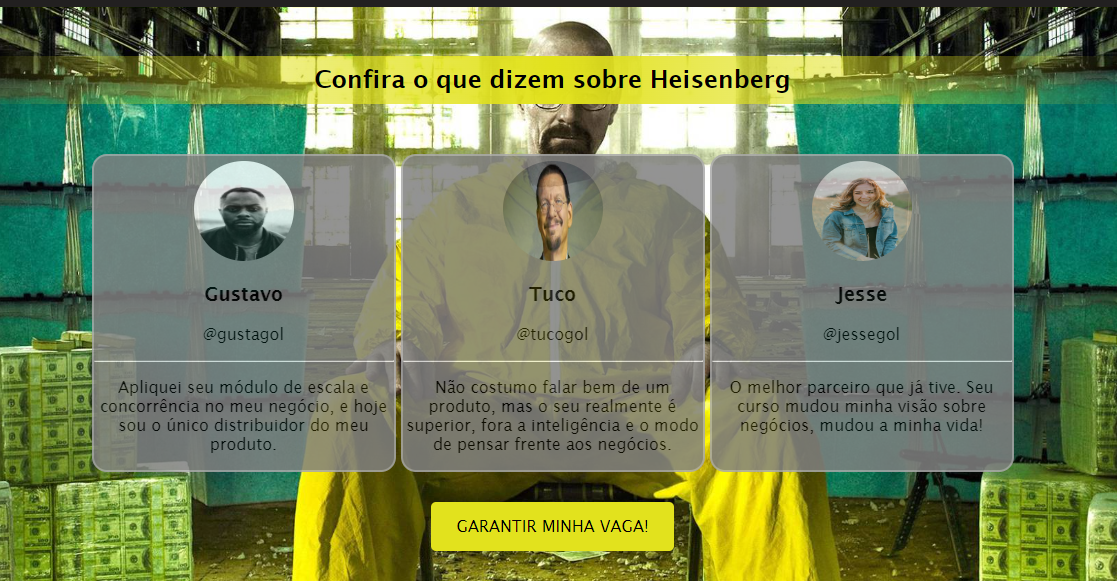 Confira o que dizem sobre Heisenberg
Gustavo
@gustagol
Apliquei seu módulo de escala e
concorrência no meu negócio, e hoje
sou o único distribuidor do meu
produto.
Tuco
@tucogol
Não costumo falar bem de um
produto, mas o seu realmente é
superior, fora a inteligência e o modo
de pensar frente aos negócios.
Jesse
@jessegol
O melhor parceiro que já tive. Seu
curso mudou minha visão sobre
negócios, mudou a minha vida!
GARANTIR MINHA VAGA!